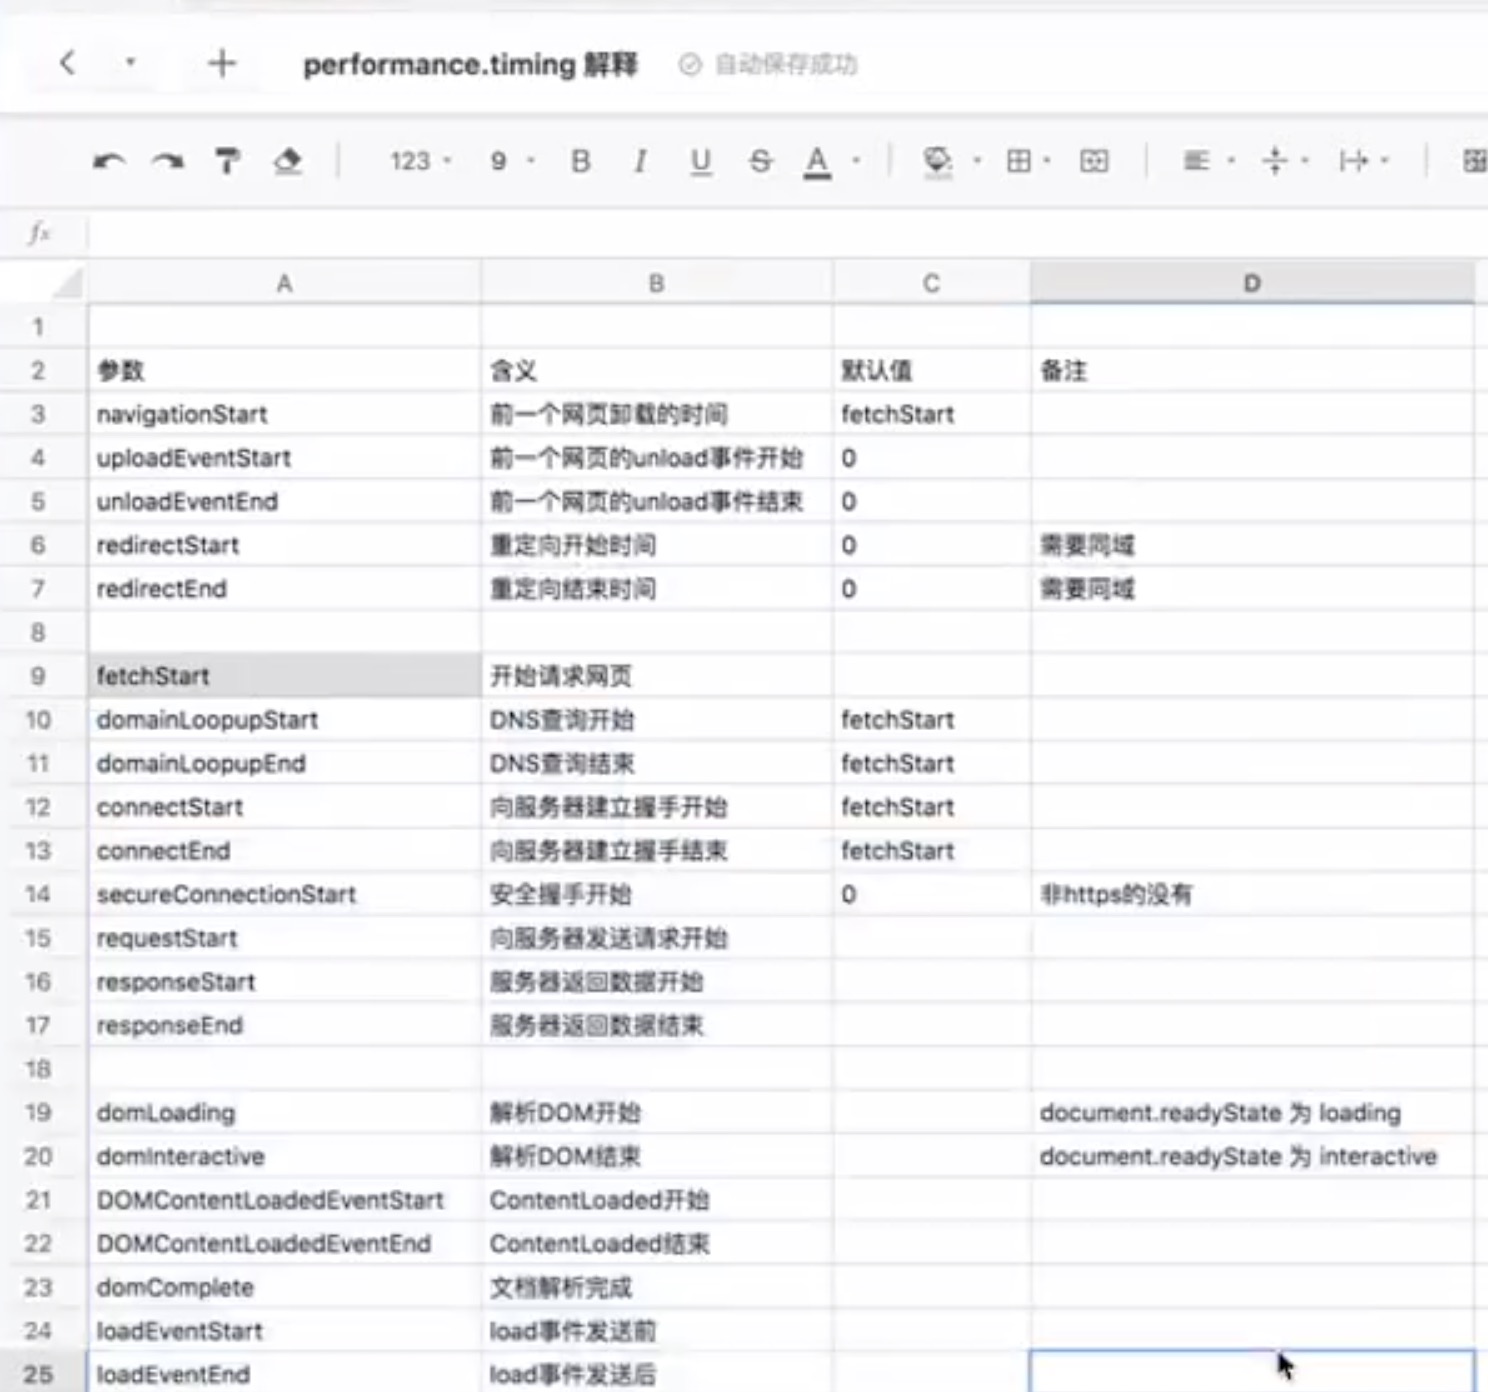 performance.timing 解释 自动保存成功
123 9 B I U S A
fx
A B C D
1
2 参数 含义 默认值 备注
3 navigationStart 前一个网页卸载的时间 fetchStart
4 uploadEventStart 前一个网页的unload事件开始 0
5 unloadEventEnd 前一个网页的unload事件结束 0
6 redirectStart 重定向开始时间 0 需要同域
7 redirectEnd 重定向结束时间 0 需要同域
8
9 fetchStart 开始请求网页
10 domainLoopupStart DNS查询开始 fetchStart
11 domainLoopupEnd DNS查询结束 fetchStart
12 connectStart 向服务器建立握手开始 fetchStart
13 connectEnd 向服务器建立握手结束 fetchStart
14 secureConnectionStart 安全握手开始 0 非https的没有
15 requestStart 向服务器发送请求开始
16 responseStart 服务器返回数据开始
17 responseEnd 服务器返回数据结束
18
19 domLoading 解析DOM开始 document.readyState 为 loading
20 domInteractive 解析DOM结束 document.readyState 为 interactive
21 DOMContentLoadedEventStart ContentLoaded开始
22 DOMContentLoadedEventEnd ContentLoaded结束
23 domComplete 文档解析完成
24 loadEventStart load事件发送前
25 loadEventEnd load事件发送后